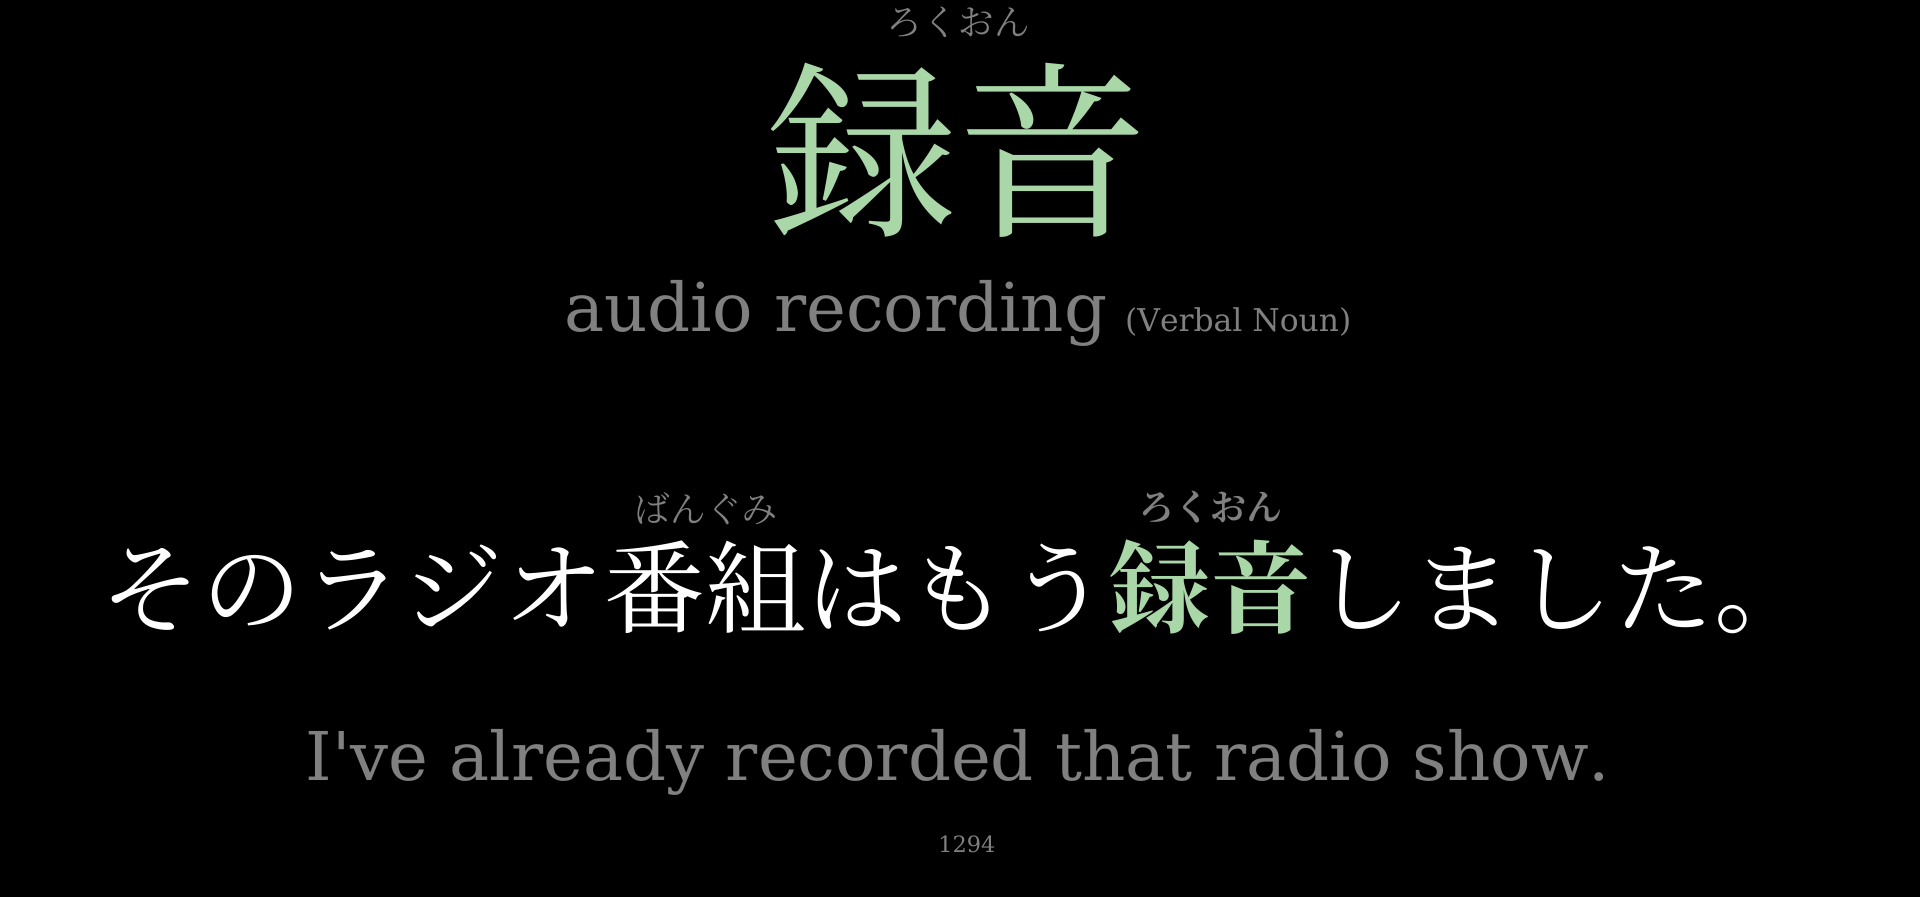 ろくおん
録音
audio recording (Verbal Noun)
ばんぐみ ろくおん
そのラジオ番組はもう録音しました。
I've already recorded that radio show.
1294